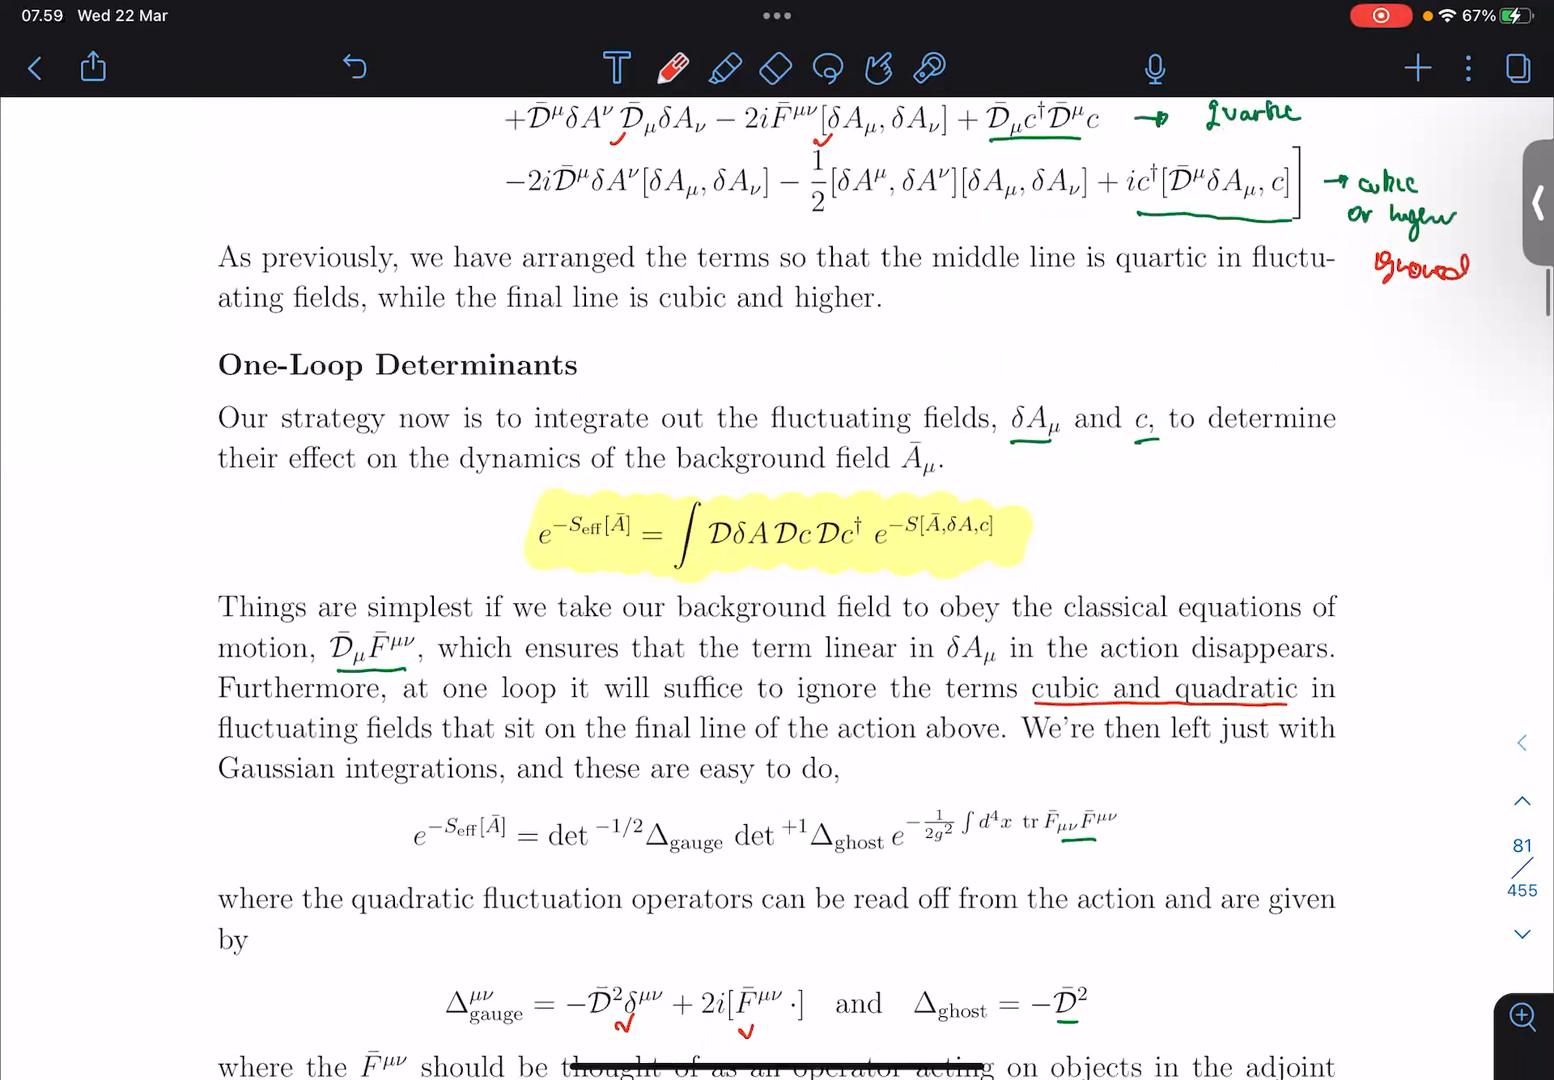 07.59 Wed 22 Mar
67%
+D̄^μ δA^ν D̄_μ δA_ν − 2iF̄^{μν}[δA_μ, δA_ν] + D̄_μ c† D̄^μ c → quartic
−2iD̄^μ δA^ν[δA_μ, δA_ν] − 1/2 [δA^μ, δA^ν][δA_μ, δA_ν] + ic†[D̄^μ δA_μ, c] ] → cubic
or higher
ignored
As previously, we have arranged the terms so that the middle line is quartic in fluctu-
ating fields, while the final line is cubic and higher.
One-Loop Determinants
Our strategy now is to integrate out the fluctuating fields, δA_μ and c, to determine
their effect on the dynamics of the background field Ā_μ.
e^{−S_eff[Ā]} = ∫ DδA Dc Dc† e^{−S[Ā,δA,c]}
Things are simplest if we take our background field to obey the classical equations of
motion, D̄_μ F̄^{μν}, which ensures that the term linear in δA_μ in the action disappears.
Furthermore, at one loop it will suffice to ignore the terms cubic and quadratic in
fluctuating fields that sit on the final line of the action above. We're then left just with
Gaussian integrations, and these are easy to do,
e^{−S_eff[Ā]} = det^{−1/2} Δ_gauge det^{+1} Δ_ghost e^{−1/(2g²) ∫ d⁴x tr F̄_{μν} F̄^{μν}}
81
/
455
where the quadratic fluctuation operators can be read off from the action and are given
by
Δ^{μν}_gauge = −D̄² δ^{μν} + 2i[F̄^{μν} ·] and Δ_ghost = −D̄²
where the F̄^{μν} should be thought of as an operator acting on objects in the adjoint